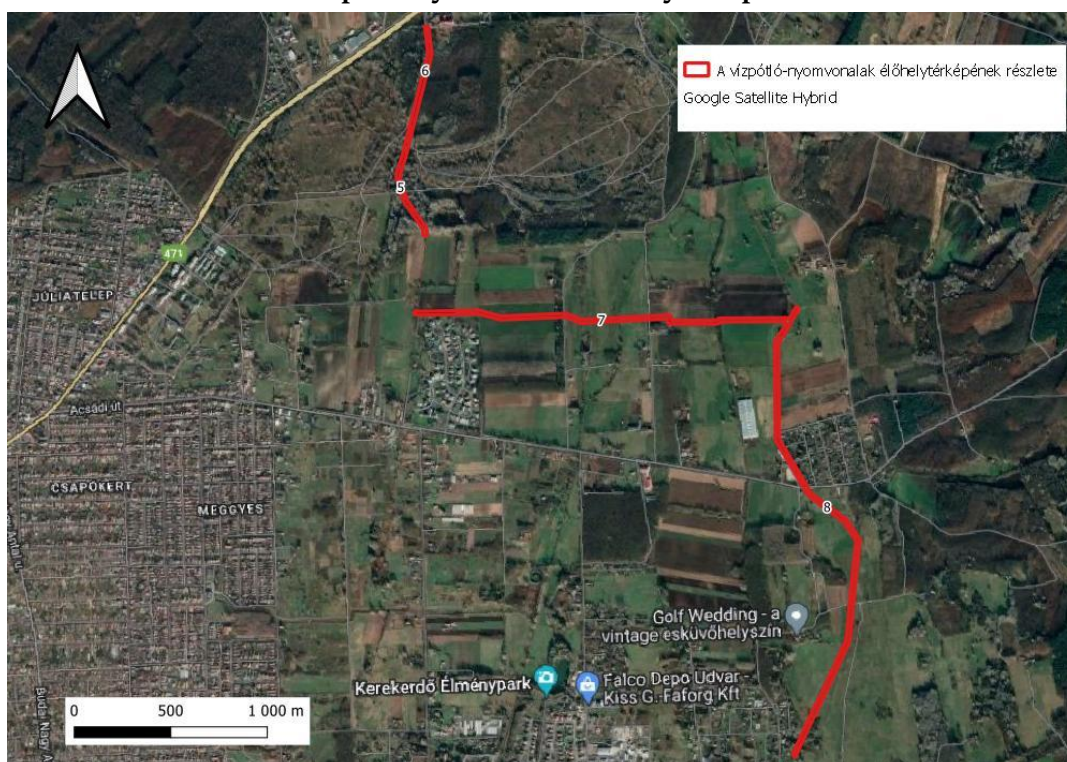 6
A vízpótló-nyomvonalak élőhelytérképének részlete
Google Satellite Hybrid
5
471
JÚLIATELEP
7
Acsádi út
CSAPÓKERT
MEGGYES
8
Golf Wedding - a
vintage esküvőhelyszín
Kerekerdő Élménypark
Falco Depo Udvar -
Kiss G. Faforg Kft
0 500 1 000 m